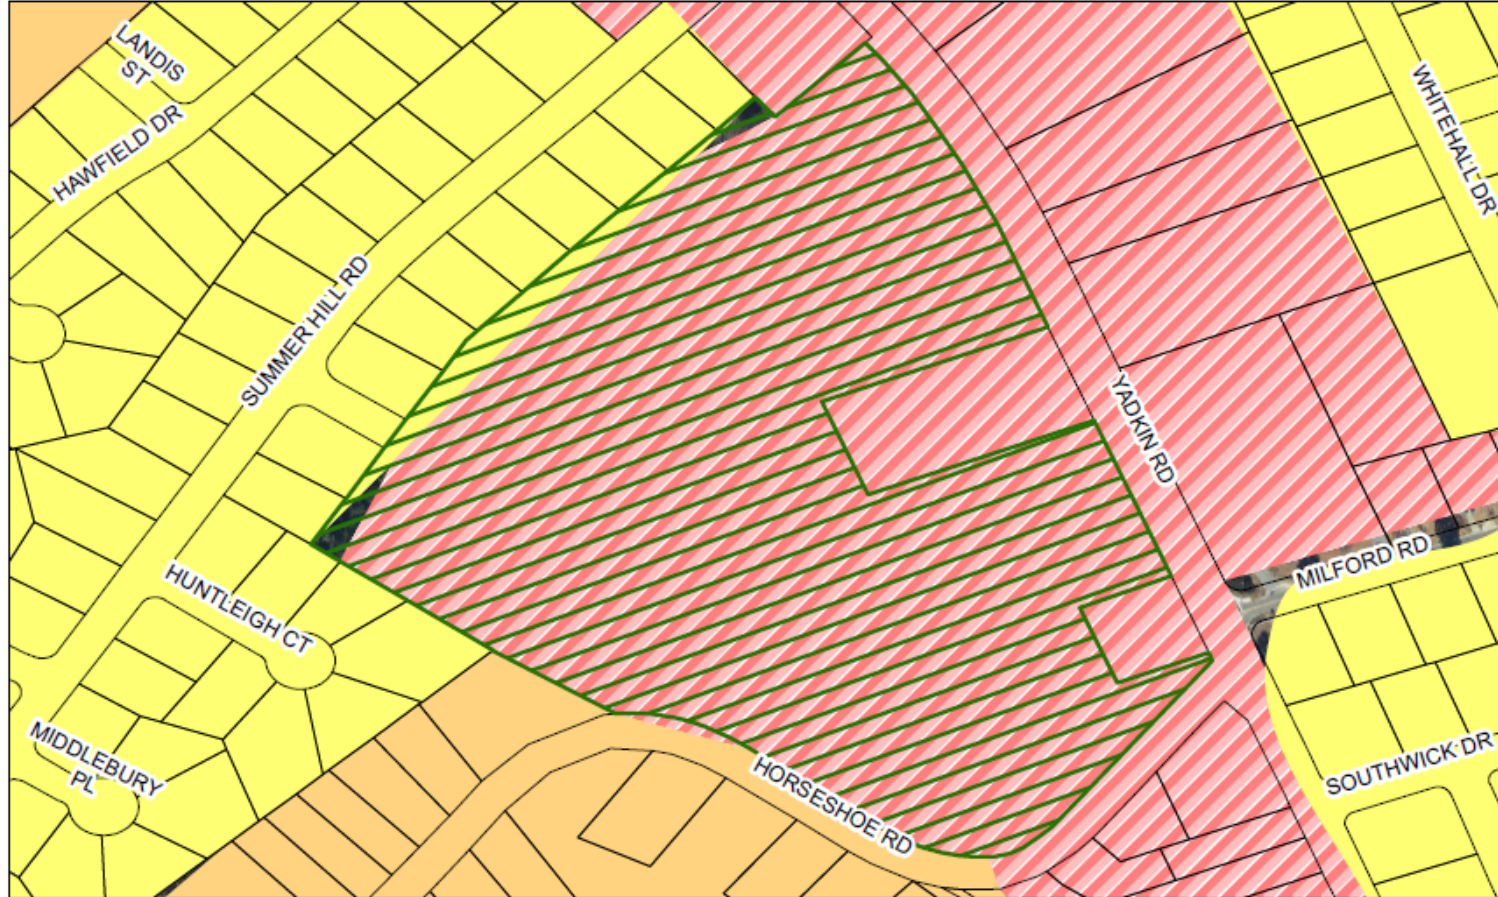 LANDIS
ST
HAWFIELD DR
WHITEHALL DR
SUMMER HILL RD
YADKIN RD
MILFORD RD
HUNTLEIGH CT
MIDDLEBURY
PL
HORSESHOE RD
SOUTHWICK DR